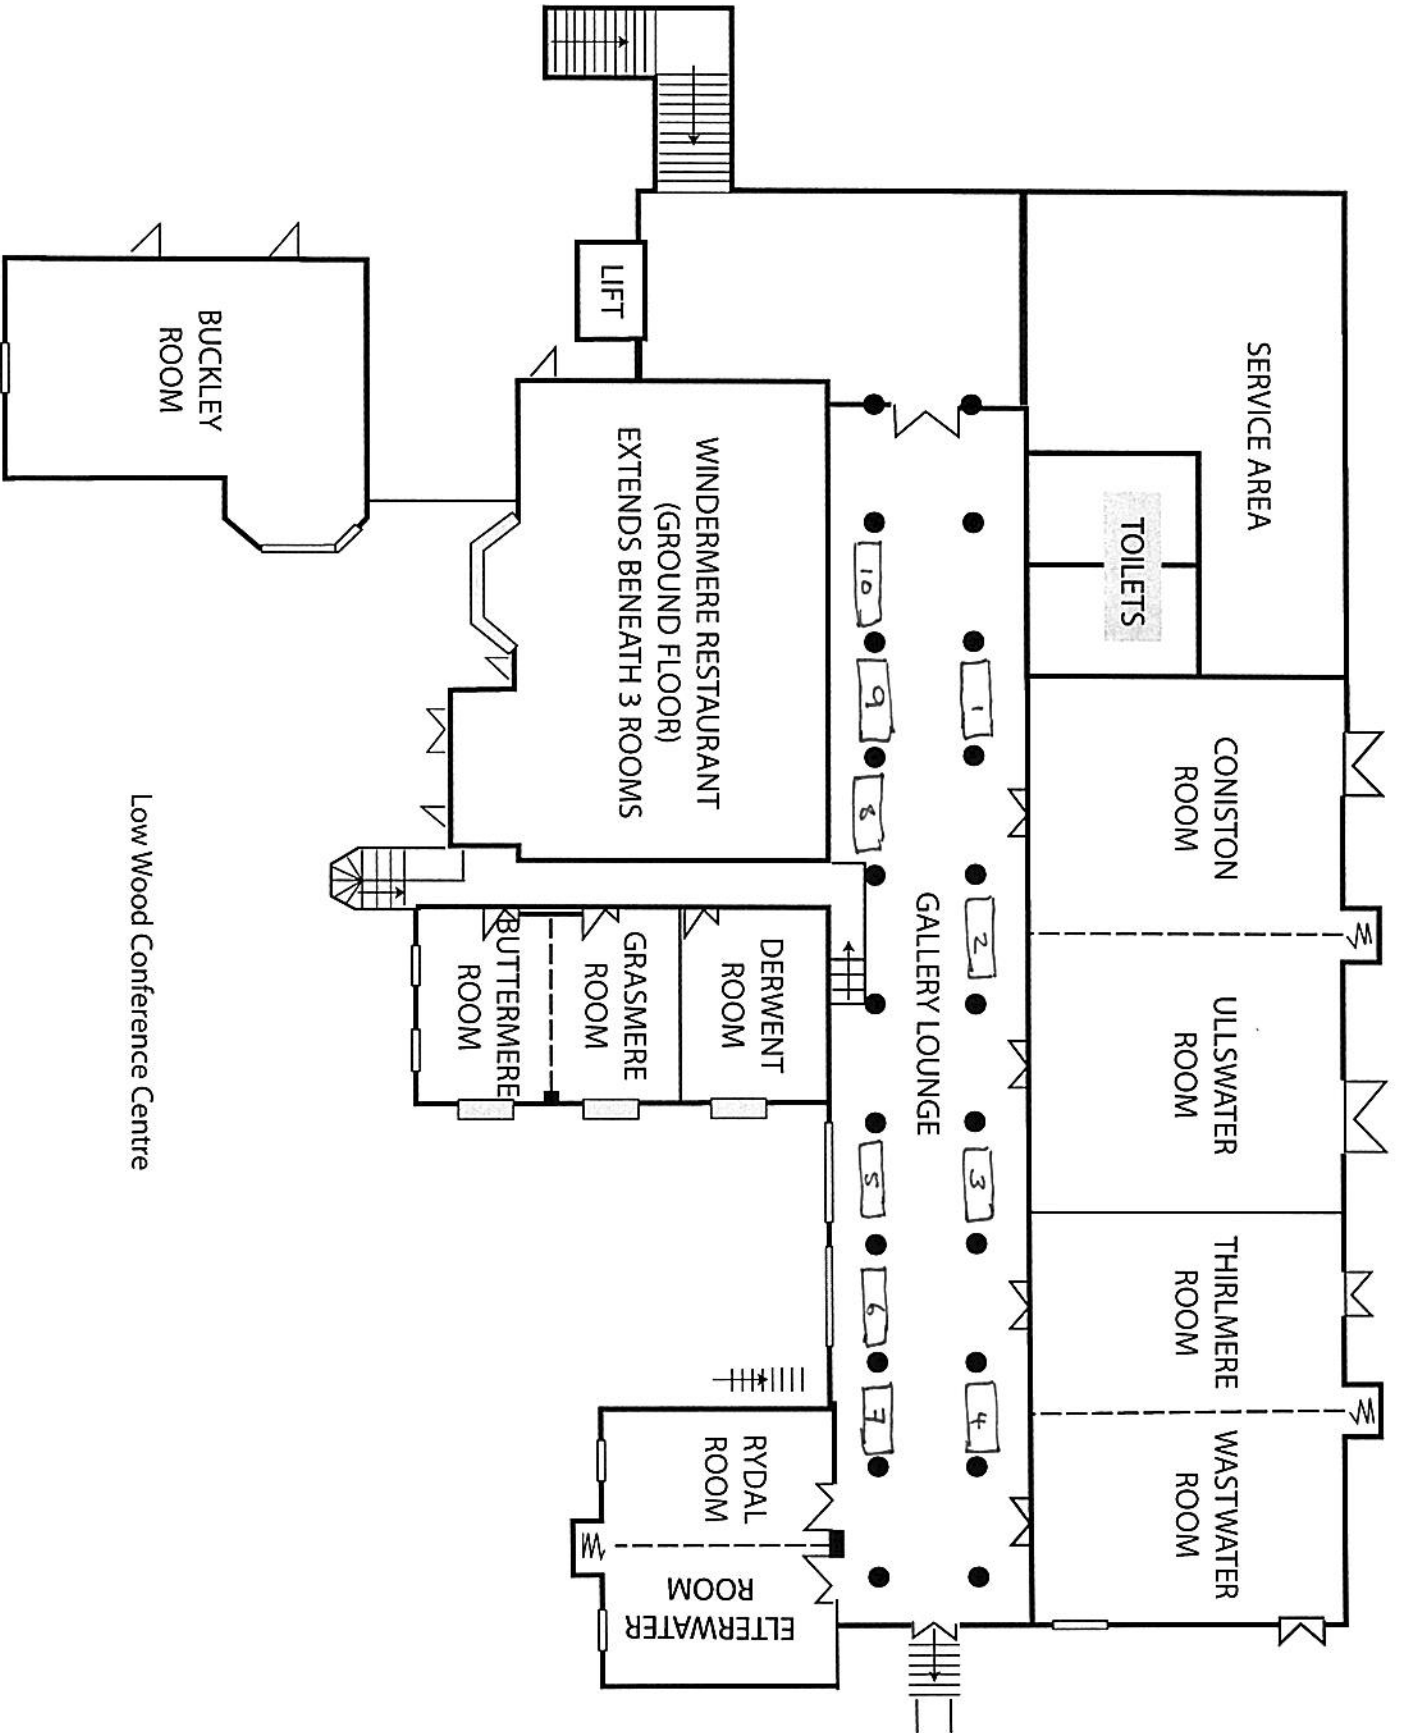 SERVICE AREA
TOILETS
CONISTON
ROOM
ULLSWATER
ROOM
THIRLMERE
ROOM
WASTWATER
ROOM
1
2
3
4
GALLERY LOUNGE
10
9
8
5
6
7
LIFT
WINDERMERE RESTAURANT
(GROUND FLOOR)
EXTENDS BENEATH 3 ROOMS
DERWENT
ROOM
GRASMERE
ROOM
BUTTERMERE
ROOM
RYDAL
ROOM
ELTERWATER
ROOM
BUCKLEY
ROOM
Low Wood Conference Centre